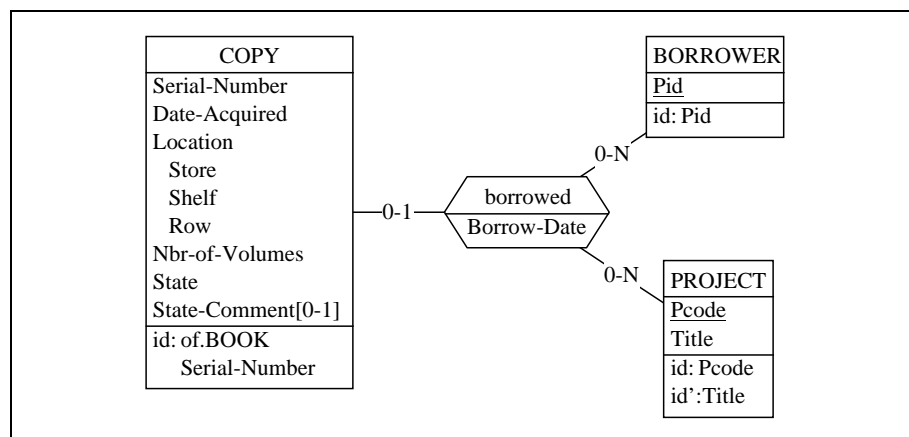 COPY
Serial-Number
Date-Acquired
Location
Store
Shelf
Row
Nbr-of-Volumes
State
State-Comment[0-1]
id: of.BOOK
Serial-Number
0-1
borrowed
Borrow-Date
0-N
BORROWER
Pid
id: Pid
0-N
PROJECT
Pcode
Title
id: Pcode
id’:Title